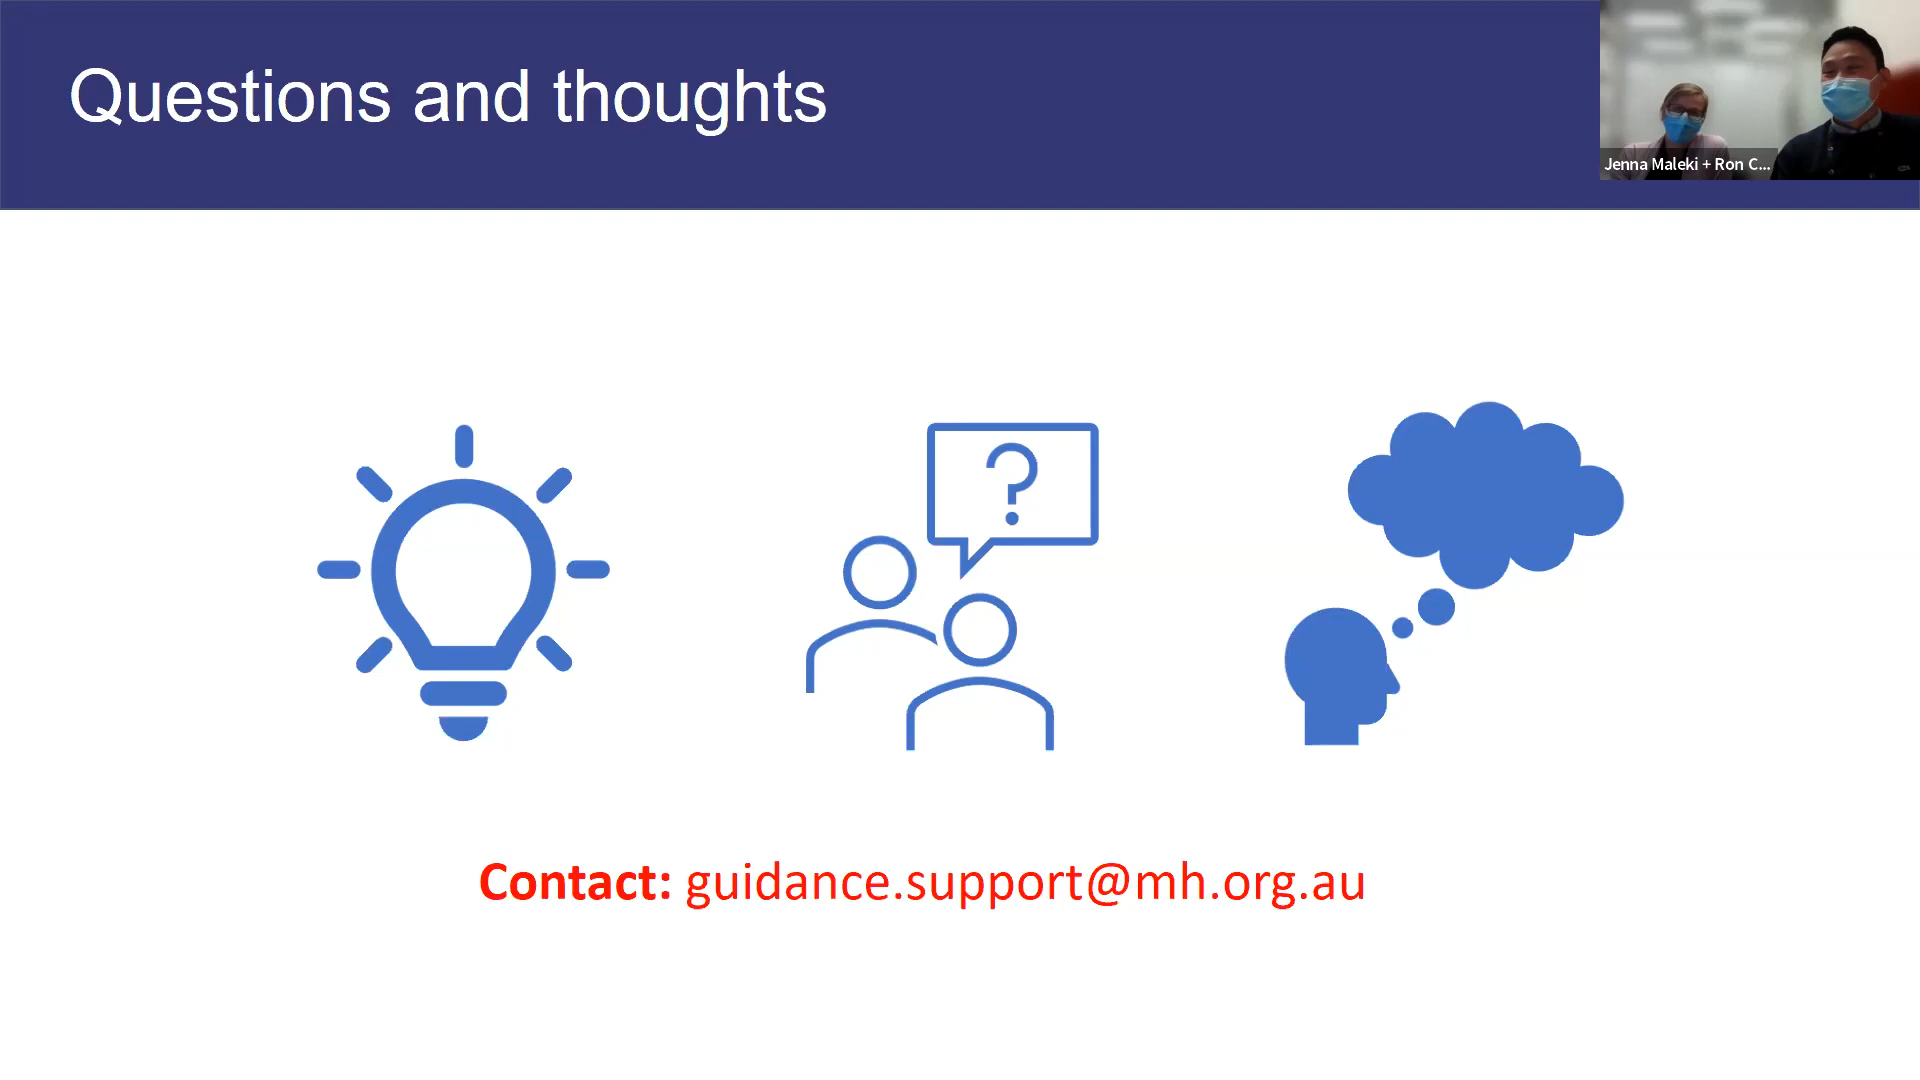 Questions and thoughts
Jenna Maleki + Ron C...
?
Contact: guidance.support@mh.org.au